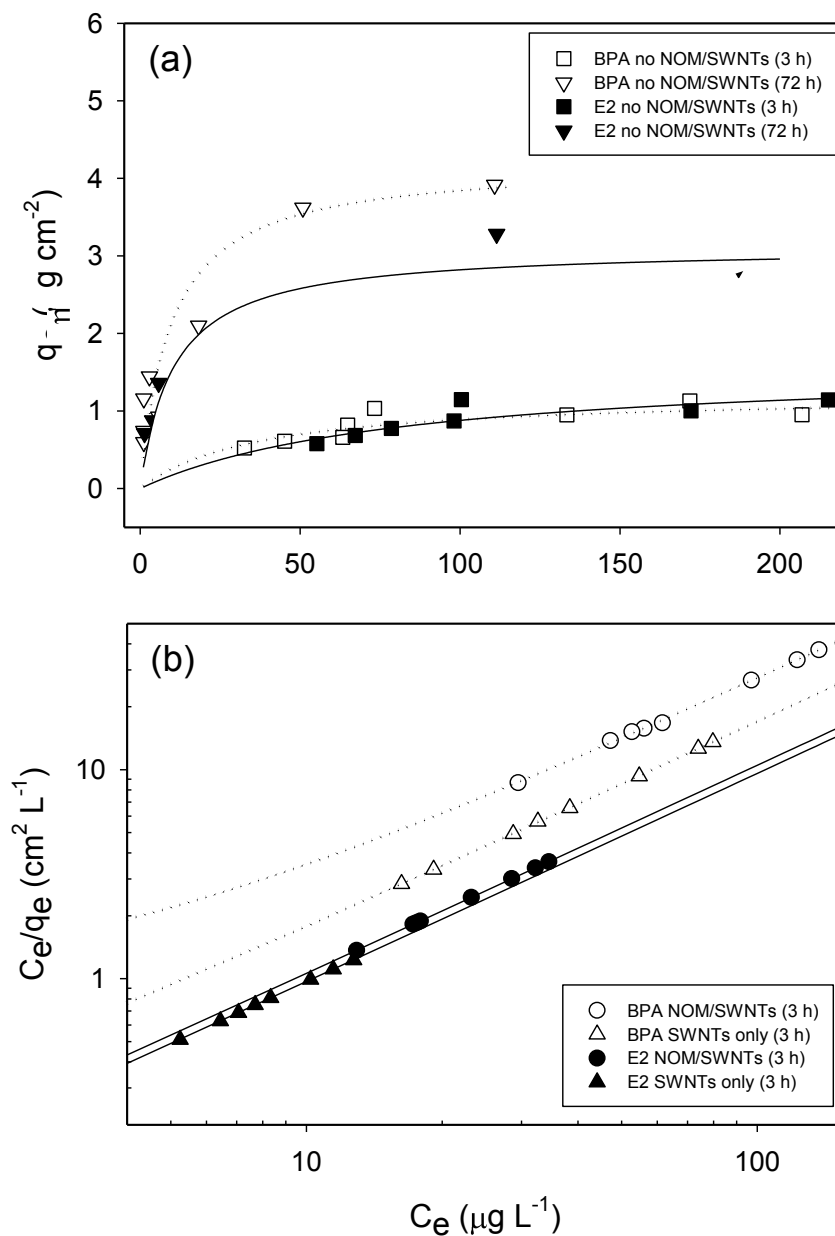 (a)
6
5
4
3
2
1
0
0 50 100 150 200
g cm-2)
BPA no NOM/SWNTs (3 h)
BPA no NOM/SWNTs (72 h)
E2 no NOM/SWNTs (3 h)
E2 no NOM/SWNTs (72 h)
(b)
10
1
Ce/qe (cm2 L-1)
BPA NOM/SWNTs (3 h)
BPA SWNTs only (3 h)
E2 NOM/SWNTs (3 h)
E2 SWNTs only (3 h)
10 100
Ce (μg L-1)